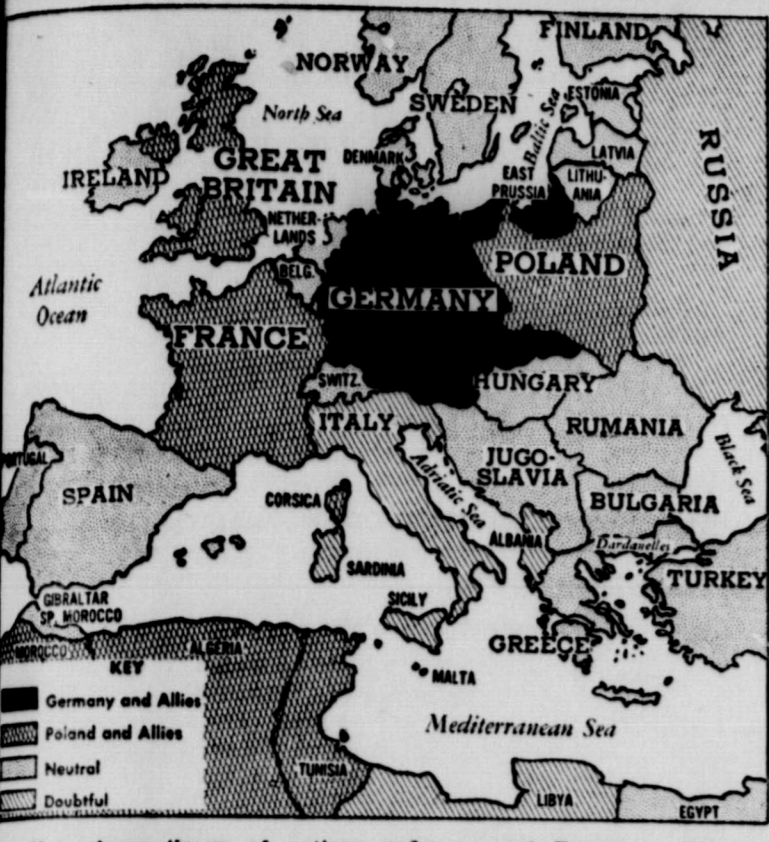 FINLAND
NORWAY
SWEDEN
North Sea
ESTONIA
Baltic Sea
LATVIA
RUSSIA
DENMARK
GREAT
BRITAIN
IRELAND
EAST
PRUSSIA
LITHU-
ANIA
NETHER-
LANDS
POLAND
BELG.
Atlantic
Ocean
GERMANY
FRANCE
SWITZ.
HUNGARY
ITALY
RUMANIA
Black Sea
PORTUGAL
SPAIN
JUGO-
SLAVIA
Adriatic Sea
CORSICA
BULGARIA
ALBANIA
Dardanelles
SARDINIA
TURKEY
GIBRALTAR
SP. MOROCCO
SICILY
GREECE
MOROCCO
ALGERIA
MALTA
KEY
Germany and Allies
Poland and Allies
Neutral
Doubtful
Mediterranean Sea
TUNISIA
LIBYA
EGYPT